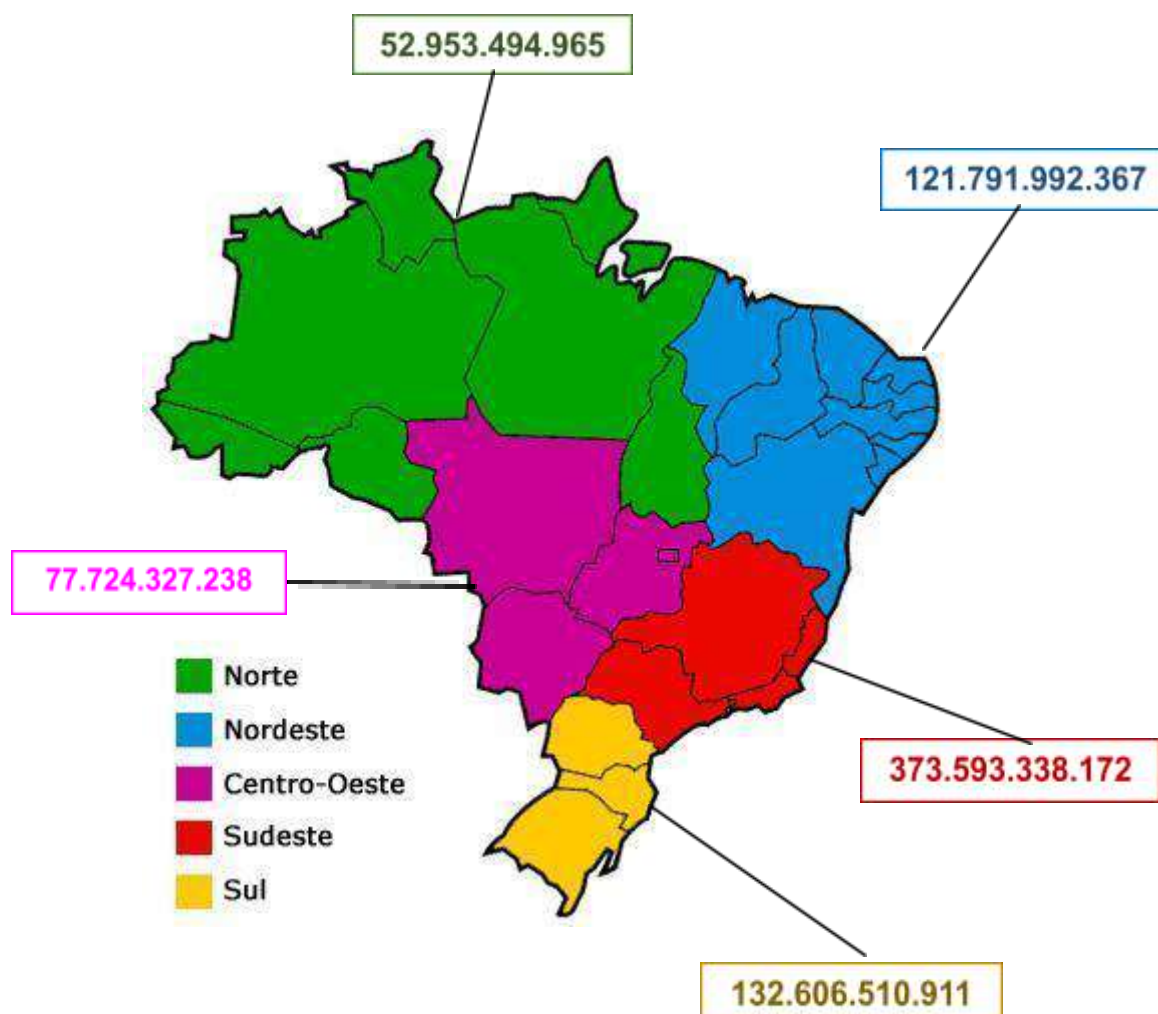 52.953.494.965
121.791.992.367
77.724.327.238
Norte
Nordeste
Centro-Oeste
Sudeste
Sul
373.593.338.172
132.606.510.911